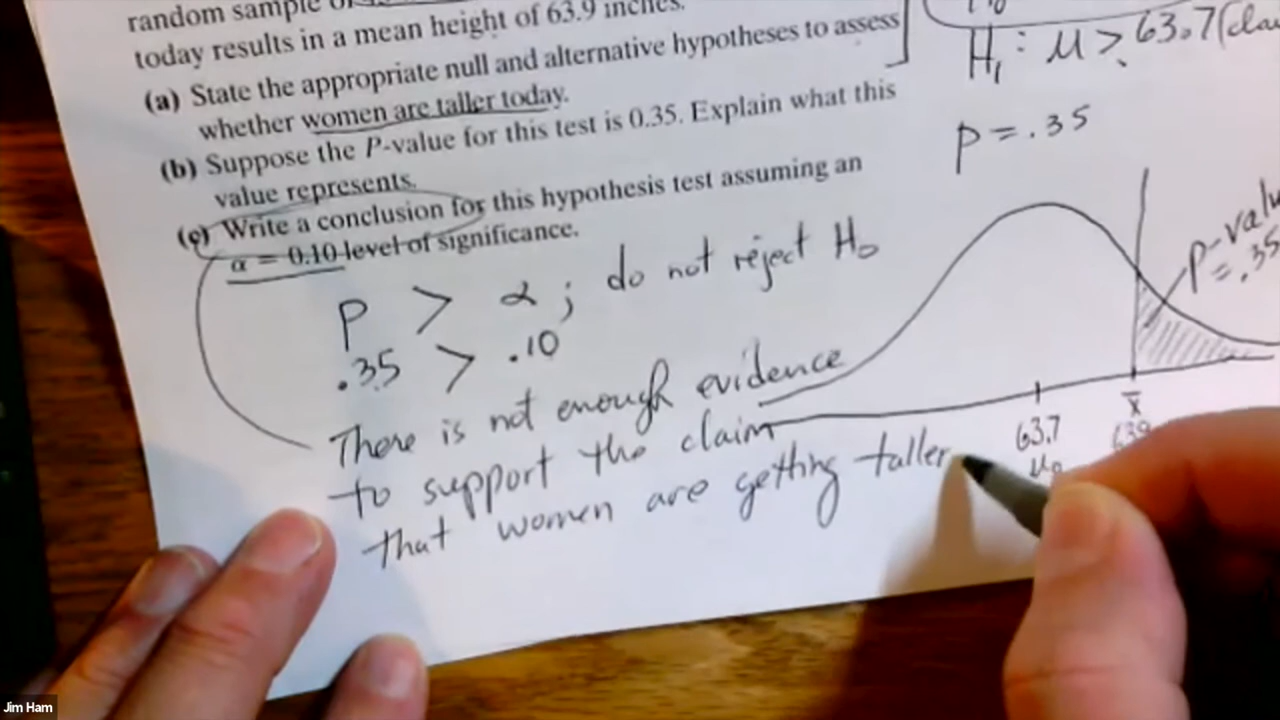 random sample
today results in a mean height of 63.9 inches.
(a) State the appropriate null and alternative hypotheses to assess
whether women are taller today.
(b) Suppose the P-value for this test is 0.35. Explain what this
value represents.
(c) Write a conclusion for this hypothesis test assuming an
α = 0.10 level of significance.
P > α ; do not reject H₀
.35 > .10
There is not enough evidence
to support the claim
that women are getting taller
H₁ : μ > 63.7
P = .35
P-valu
= .35
63.7
x̄
μ₀
Jim Ham